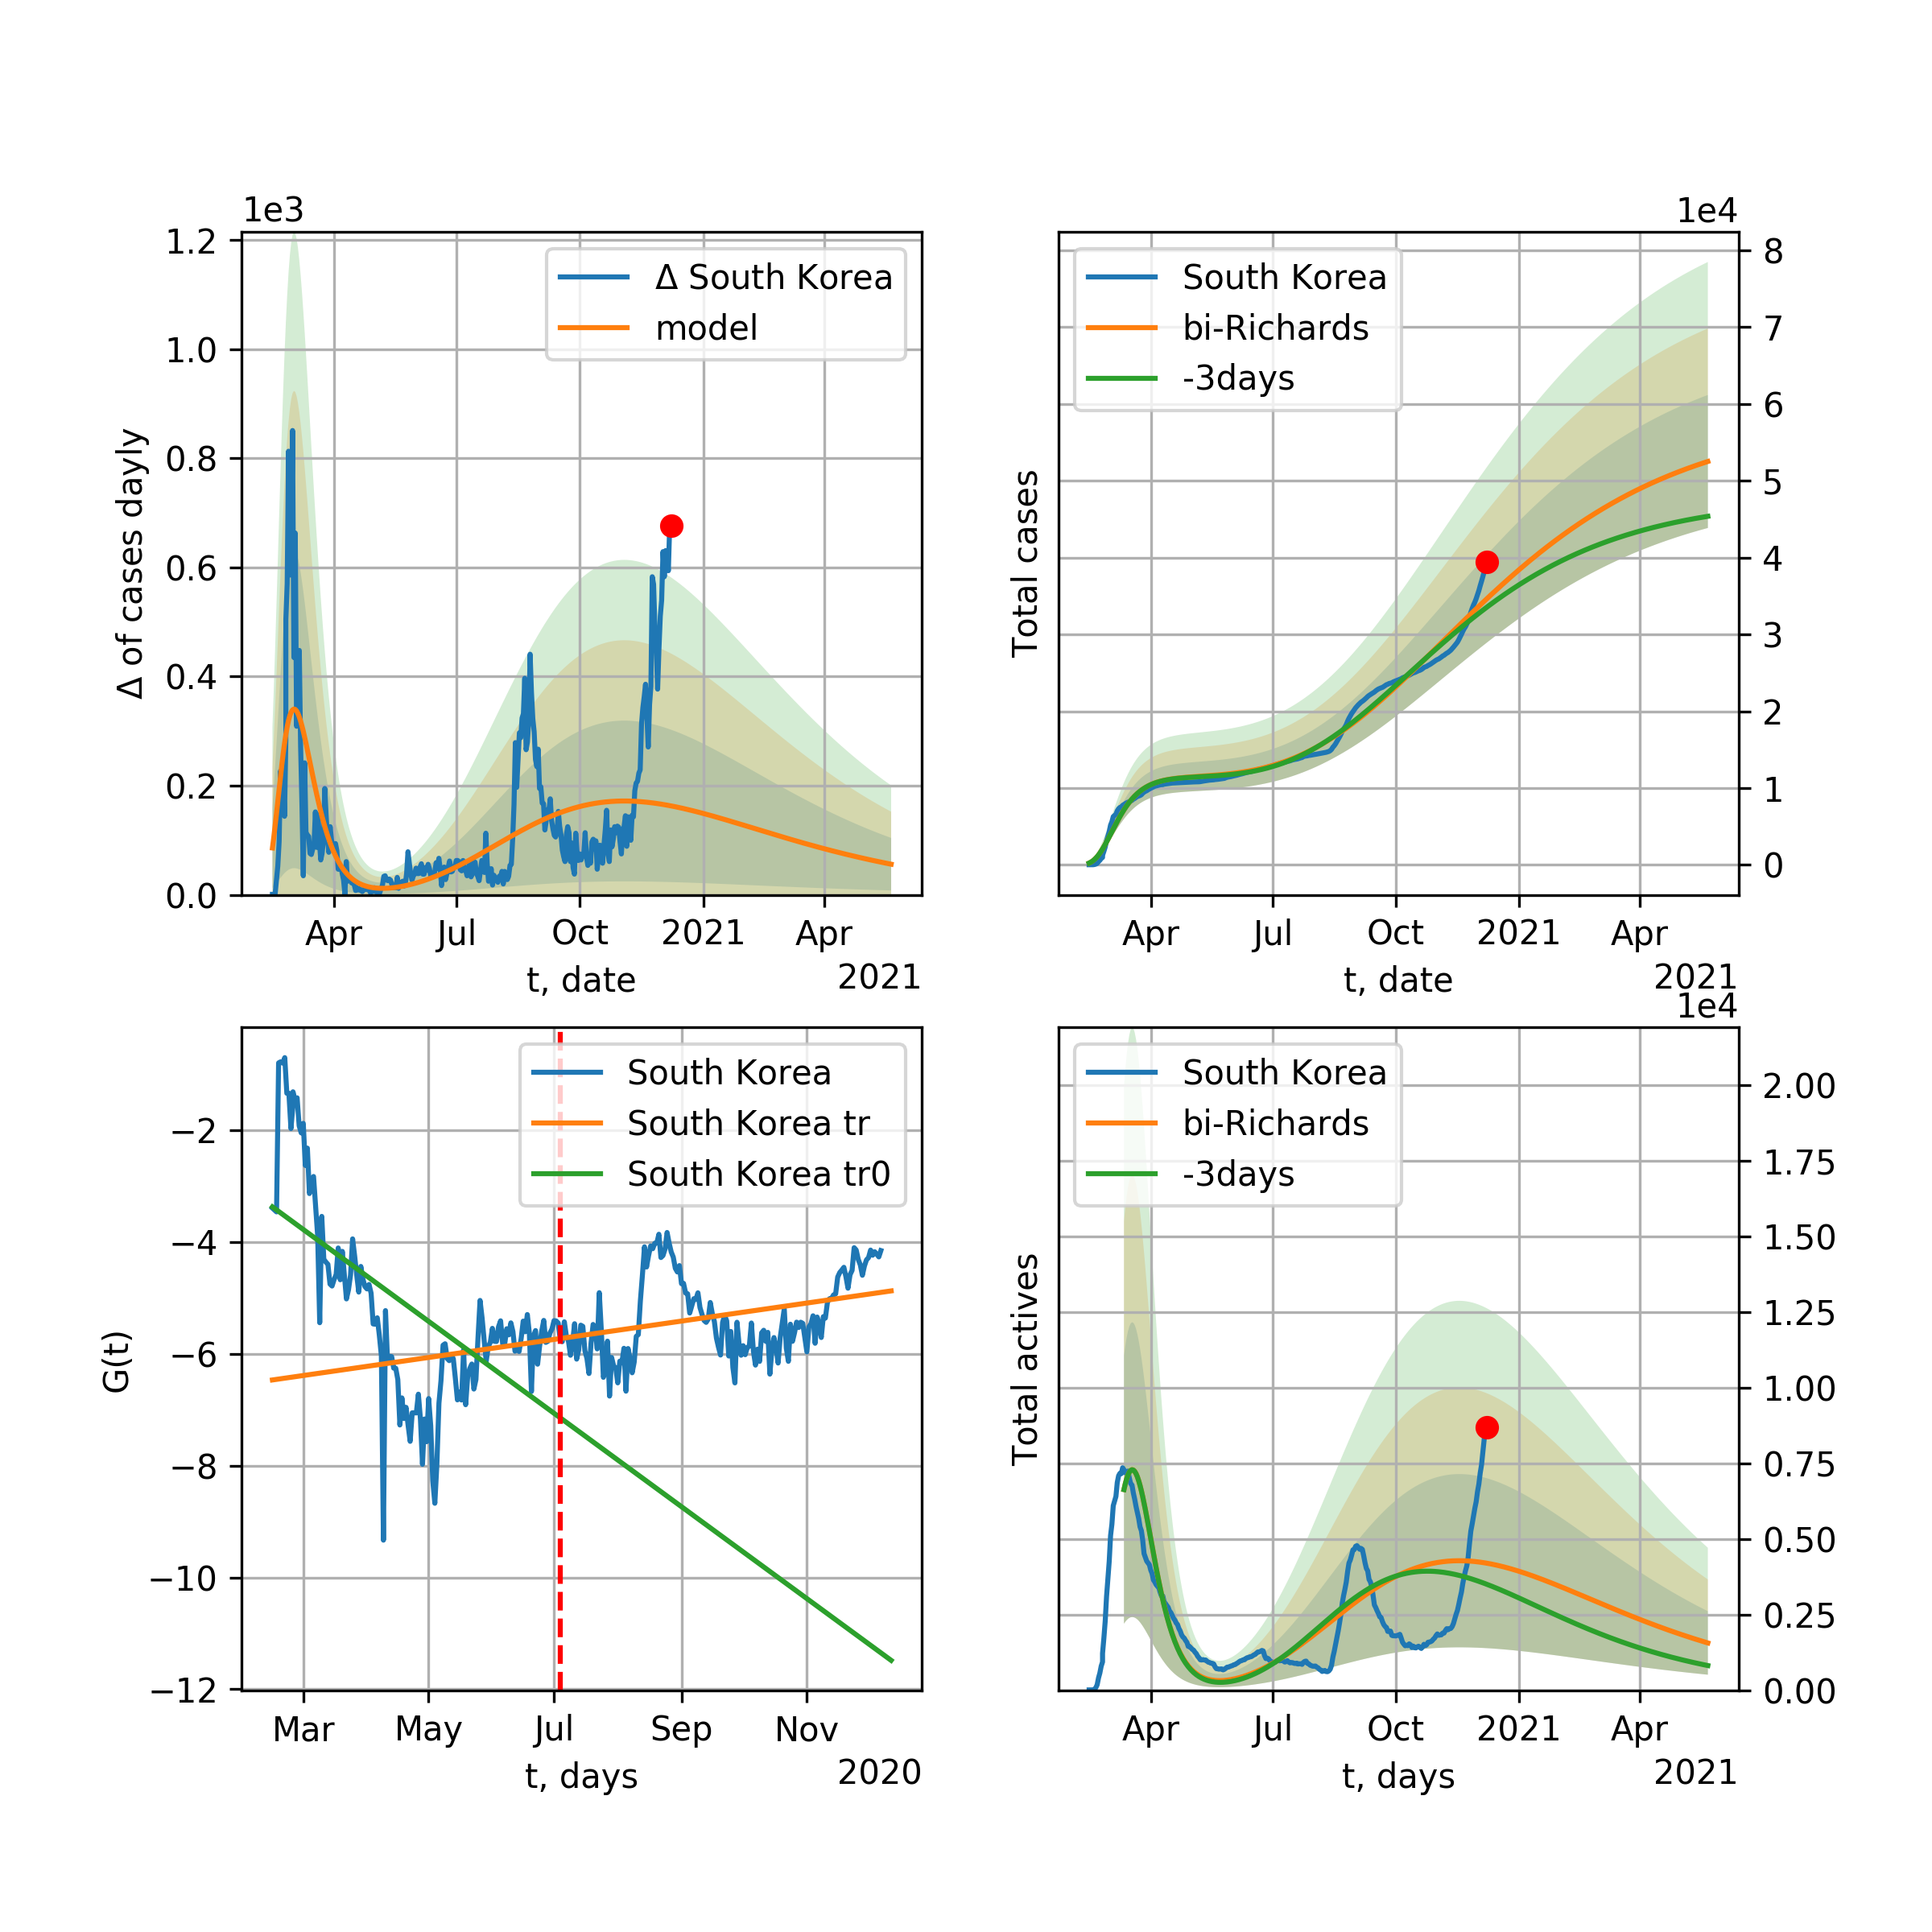 1e3
1.2
1.0
0.8
0.6
0.4
0.2
0.0
Δ of cases dayly
Δ South Korea
model
Apr Jul Oct 2021 Apr
t, date
2021
1e4
8
7
6
5
4
3
2
1
0
Total cases
South Korea
bi-Richards
-3days
Apr Jul Oct 2021 Apr
t, date
2021
−2
−4
−6
−8
−10
−12
G(t)
South Korea
South Korea tr
South Korea tr0
Mar May Jul Sep Nov
t, days
2020
1e4
2.00
1.75
1.50
1.25
1.00
0.75
0.50
0.25
0.00
Total actives
South Korea
bi-Richards
-3days
Apr Jul Oct 2021 Apr
t, days
2021